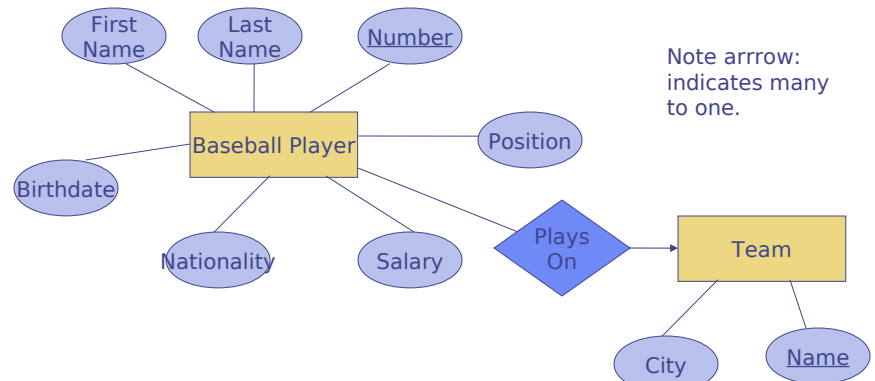 First
Name
Last
Name
Number
Note arrrow:
indicates many
to one.
Baseball Player
Position
Birthdate
Nationality
Salary
Plays
On
Team
City
Name